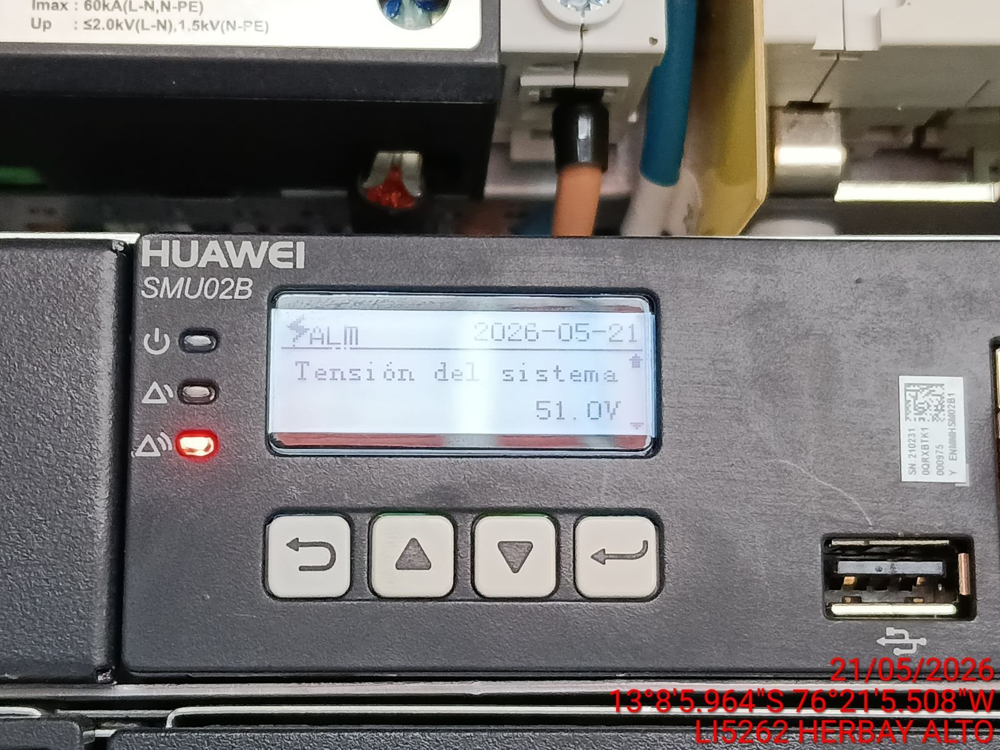 Imax : 60kA(L-N,N-PE)
Up : ≤2.0kV(L-N),1.5kV(N-PE)
HUAWEI
SMU02B
ALM 2026-05-21
Tensión del sistema
51.0V
SN:210231
0QRXBTK1
000975
Y ENMMHSM02B1
21/05/2026
13°8'5.964"S 76°21'5.508"W
LI5262 HERBAY ALTO